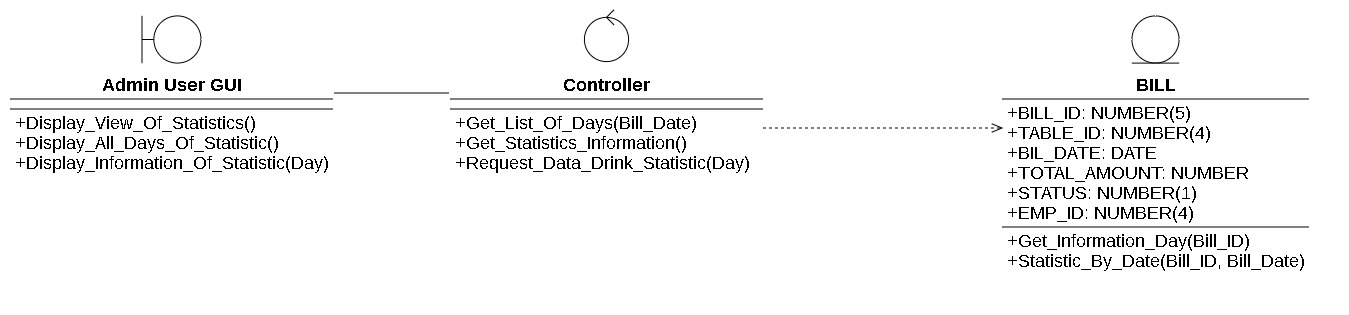 Admin User GUI
+Display_View_Of_Statistics()
+Display_All_Days_Of_Statistic()
+Display_Information_Of_Statistic(Day)
Controller
+Get_List_Of_Days(Bill_Date)
+Get_Statistics_Information()
+Request_Data_Drink_Statistic(Day)
BILL
+BILL_ID: NUMBER(5)
+TABLE_ID: NUMBER(4)
+BIL_DATE: DATE
+TOTAL_AMOUNT: NUMBER
+STATUS: NUMBER(1)
+EMP_ID: NUMBER(4)
+Get_Information_Day(Bill_ID)
+Statistic_By_Date(Bill_ID, Bill_Date)